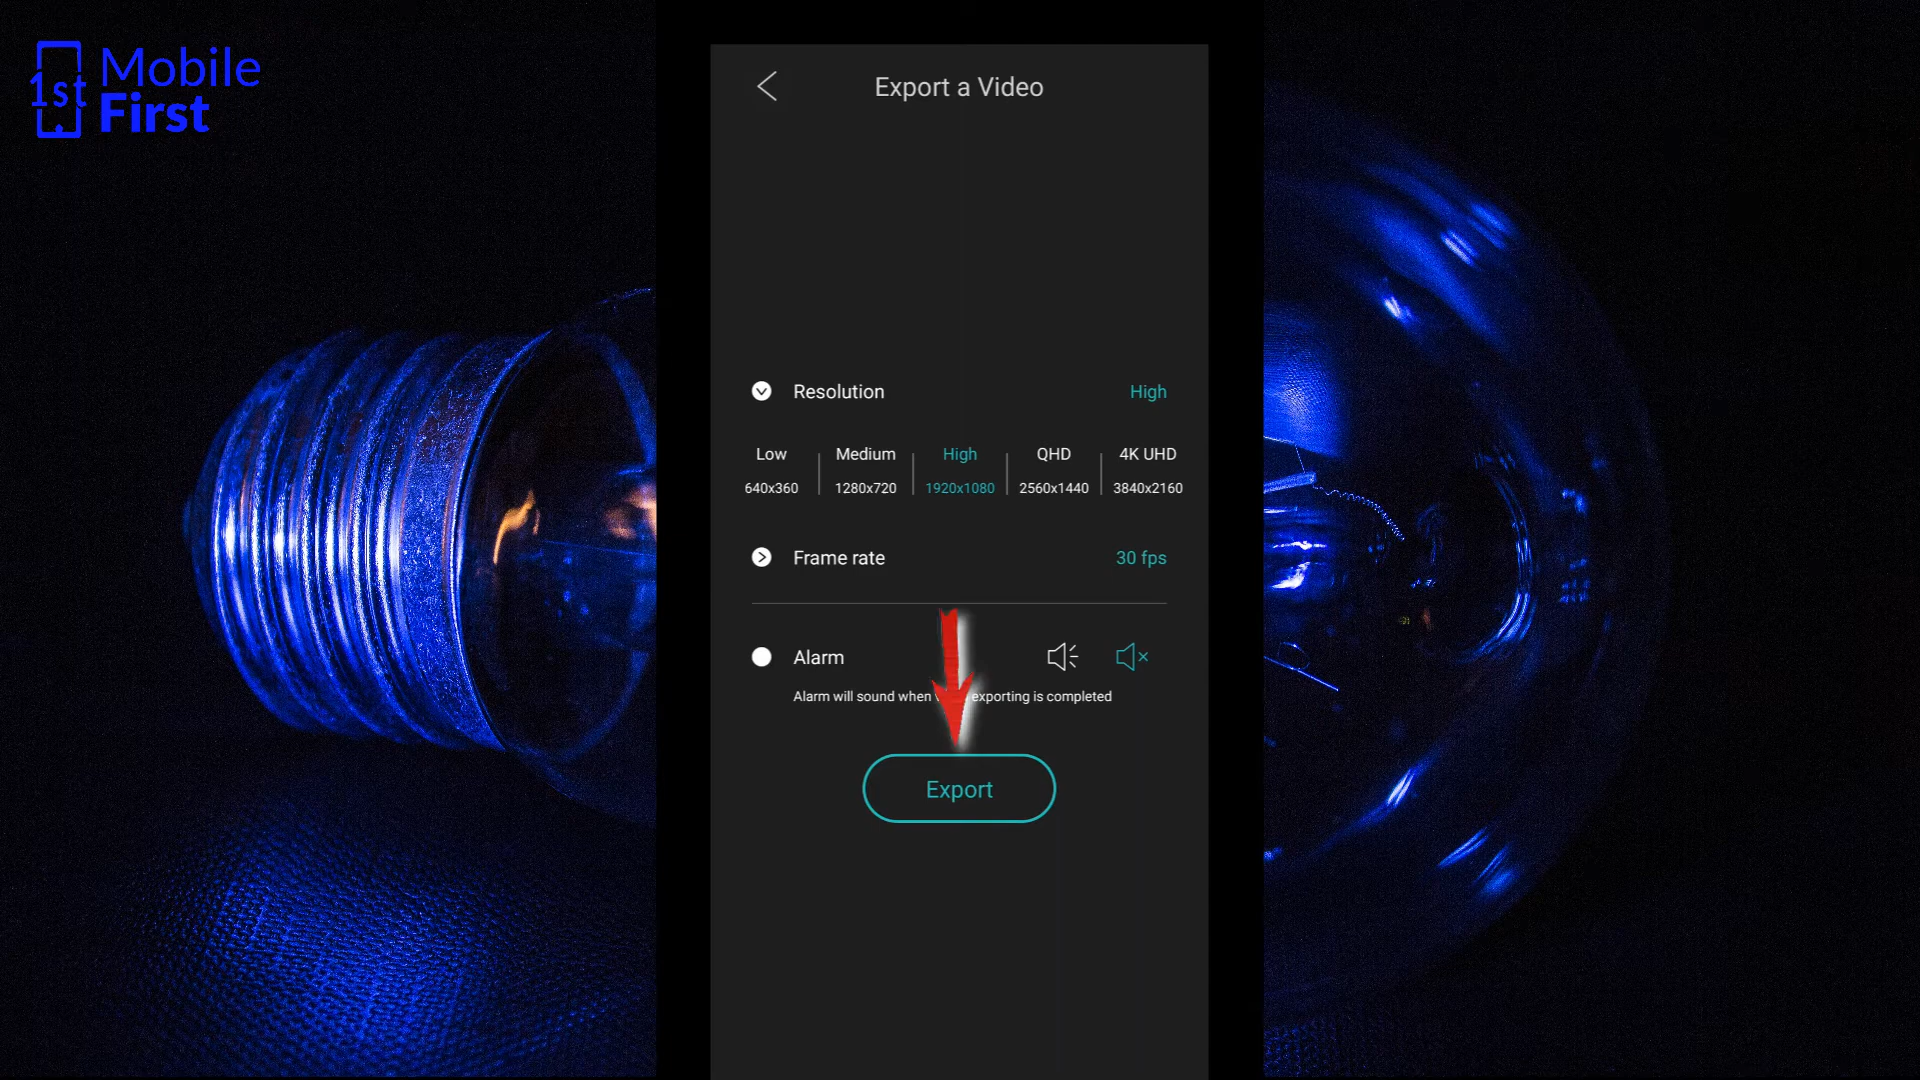 1st Mobile
First
Export a Video
Resolution High
Low Medium High QHD 4K UHD
640x360 1280x720 1920x1080 2560x1440 3840x2160
Frame rate 30 fps
Alarm
Alarm will sound when exporting is completed
Export